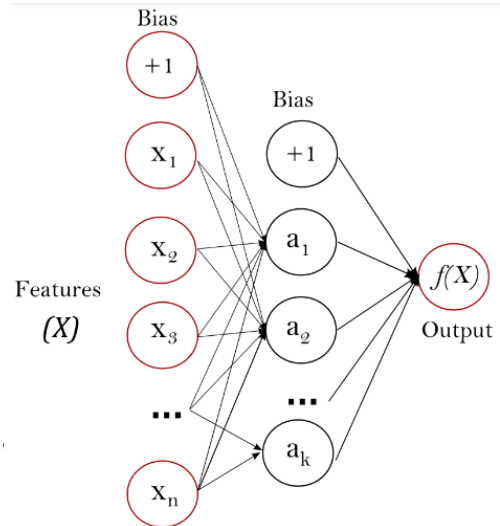 Bias
+1
Bias
x1
+1
a1
x2
f(X)
Features
(X)
x3
a2
Output
...
...
ak
xn